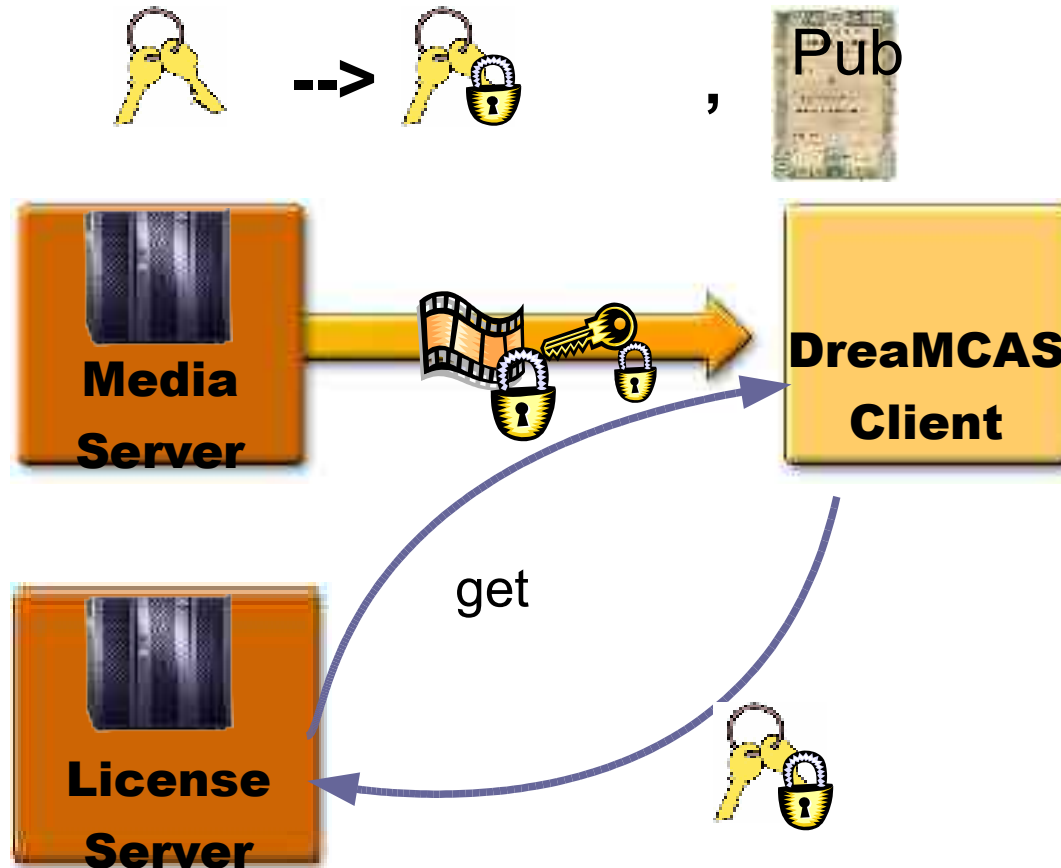 --> , Pub
Media
Server
DreaMCAS
Client
get
License
Server